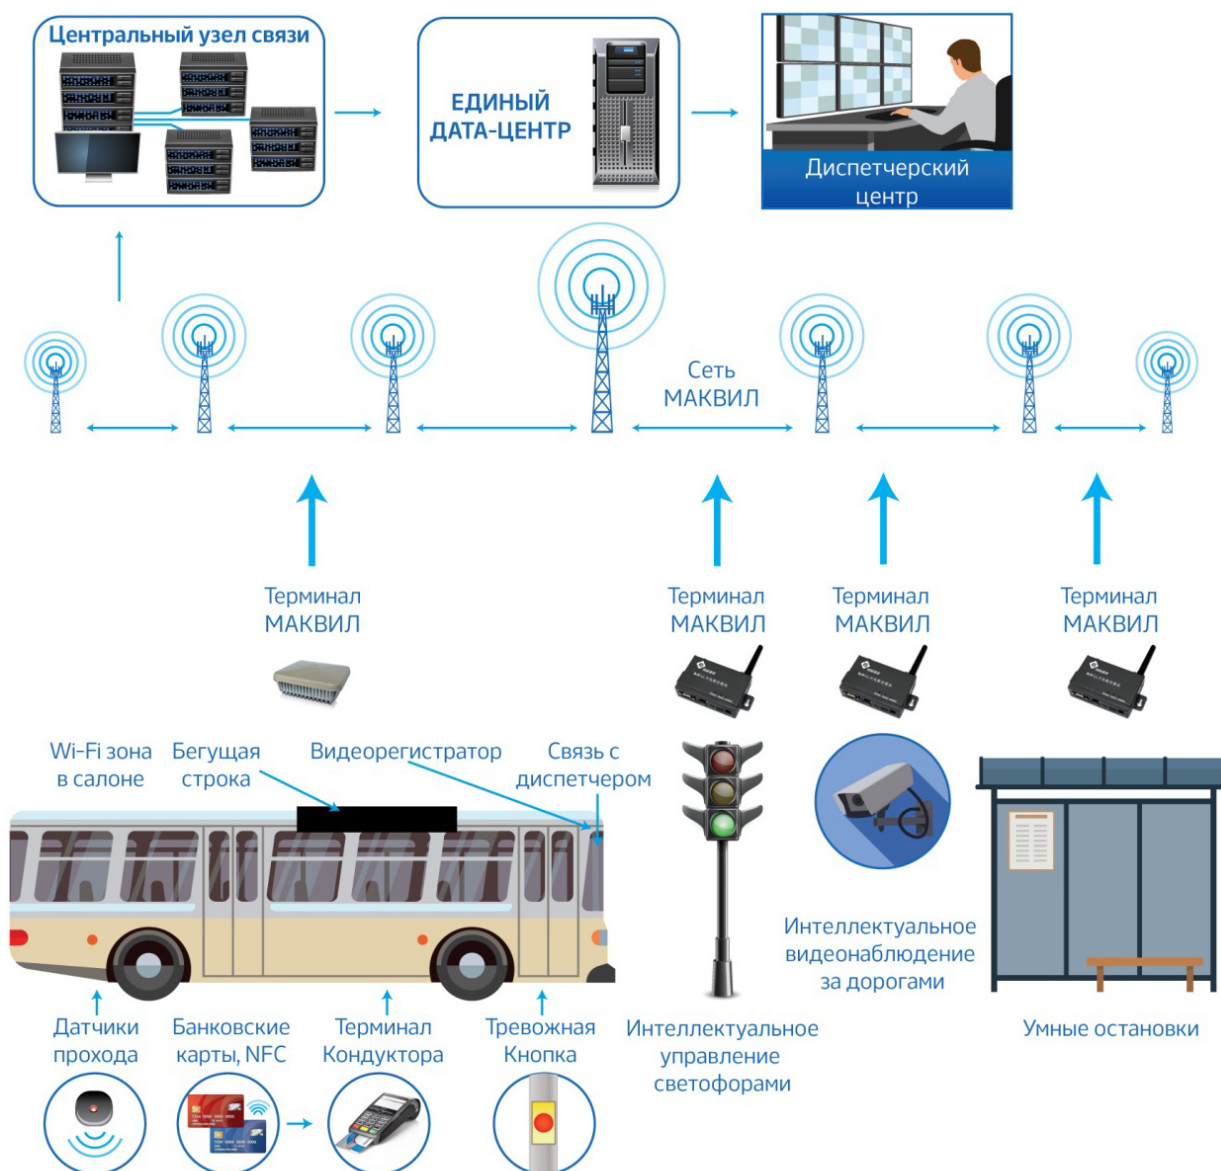 Центральный узел связи
ЕДИНЫЙ
ДАТА-ЦЕНТР
Диспетчерский
центр
Сеть
МАКВИЛ
Терминал
МАКВИЛ
Терминал
МАКВИЛ
Терминал
МАКВИЛ
Терминал
МАКВИЛ
Wi-Fi зона
в салоне
Бегущая
строка
Видеорегистратор
Связь с
диспетчером
Интеллектуальное
видеонаблюдение
за дорогами
Датчики
прохода
Банковские
карты, NFC
Терминал
Кондуктора
Тревожная
Кнопка
Интеллектуальное
управление
светофорами
Умные остановки